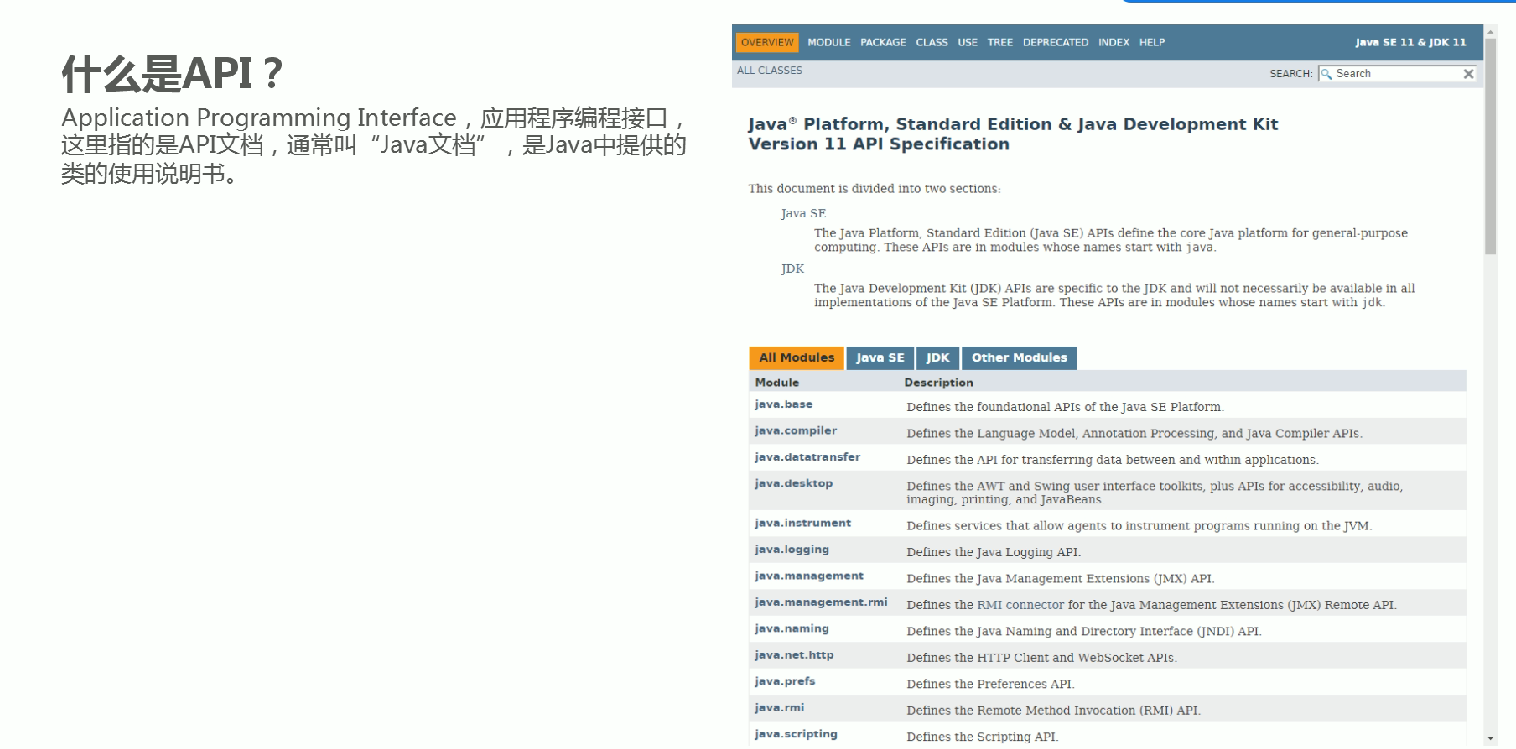 什么是API？
Application Programming Interface，应用程序编程接口，
这里指的是API文档，通常叫“Java文档”，是Java中提供的
类的使用说明书。
OVERVIEW MODULE PACKAGE CLASS USE TREE DEPRECATED INDEX HELP Java SE 11 & JDK 11
ALL CLASSES SEARCH: Search
Java® Platform, Standard Edition & Java Development Kit
Version 11 API Specification
This document is divided into two sections:
Java SE
The Java Platform, Standard Edition (Java SE) APIs define the core Java platform for general-purpose
computing. These APIs are in modules whose names start with java.
JDK
The Java Development Kit (JDK) APIs are specific to the JDK and will not necessarily be available in all
implementations of the Java SE Platform. These APIs are in modules whose names start with jdk.
All Modules Java SE JDK Other Modules
Module Description
java.base Defines the foundational APIs of the Java SE Platform.
java.compiler Defines the Language Model, Annotation Processing, and Java Compiler APIs.
java.datatransfer Defines the API for transferring data between and within applications.
java.desktop Defines the AWT and Swing user interface toolkits, plus APIs for accessibility, audio,
imaging, printing, and JavaBeans.
java.instrument Defines services that allow agents to instrument programs running on the JVM.
java.logging Defines the Java Logging API.
java.management Defines the Java Management Extensions (JMX) API.
java.management.rmi Defines the RMI connector for the Java Management Extensions (JMX) Remote API.
java.naming Defines the Java Naming and Directory Interface (JNDI) API.
java.net.http Defines the HTTP Client and WebSocket APIs.
java.prefs Defines the Preferences API.
java.rmi Defines the Remote Method Invocation (RMI) API.
java.scripting Defines the Scripting API.